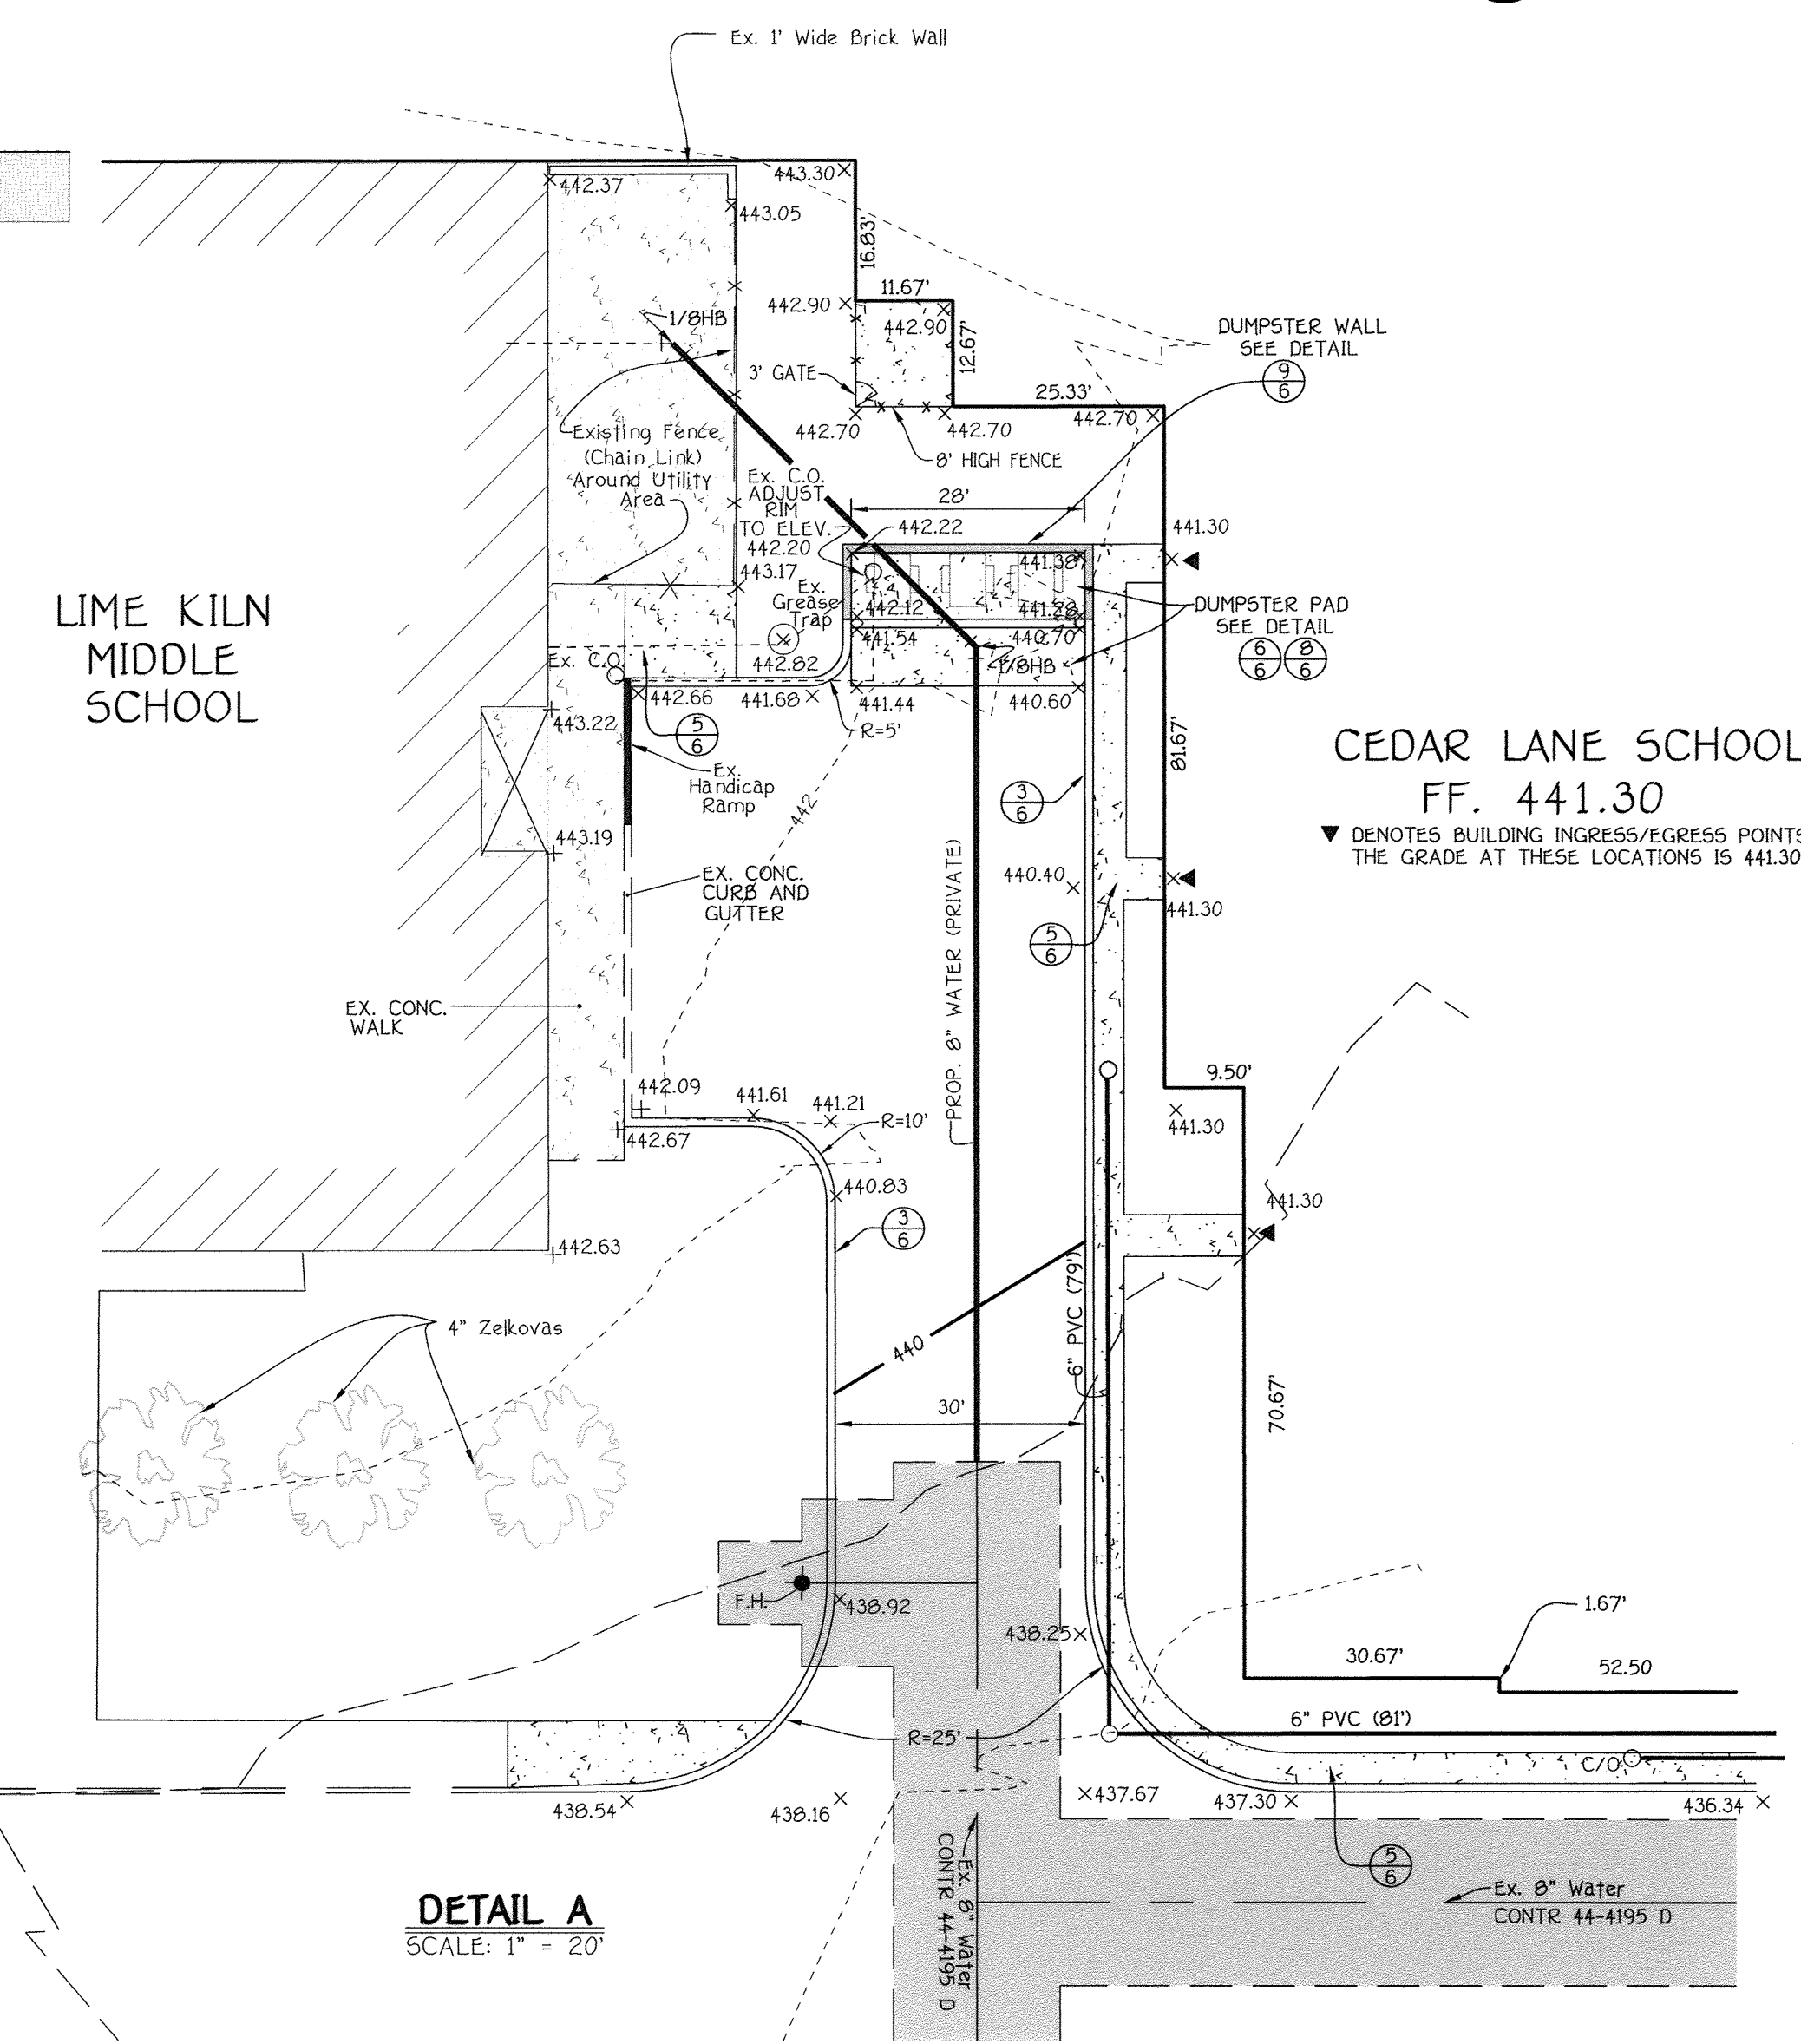 Ex. 1' Wide Brick Wall
443.30
442.37
443.05
16.83'
11.67'
442.90
442.90
12.67'
1/8HB
3' GATE
DUMPSTER WALL
SEE DETAIL
9
6
25.33'
442.70
442.70
442.70
8' HIGH FENCE
Existing Fence
(Chain Link)
Around Utility
Area
Ex. C.O.
ADJUST
RIM
TO ELEV.
442.20
28'
442.22
441.30
441.38
443.17
Ex.
Grease
Trap
442.12
441.28
DUMPSTER PAD
SEE DETAIL
6
6
8
6
441.54
440.70
1/8HB
Ex. C.O.
442.82
442.66
441.68
441.44
440.60
R=5'
443.22
5
6
LIME KILN
MIDDLE
SCHOOL
Ex.
Handicap
Ramp
442
81.67'
3
6
CEDAR LANE SCHOOL
FF. 441.30
DENOTES BUILDING INGRESS/EGRESS POINTS
THE GRADE AT THESE LOCATIONS IS 441.30
443.19
EX. CONC.
CURB AND
GUTTER
440.40
441.30
5
6
PROP. 8" WATER (PRIVATE)
EX. CONC.
WALK
442.09
441.61
441.21
R=10'
9.50'
441.30
442.67
440.83
441.30
3
6
442.63
6" PVC (79')
4" Zelkovas
440
30'
70.67'
F.H.
438.92
438.25
1.67'
30.67'
52.50
R=25'
6" PVC (81')
C/O
438.54
438.16
437.67
437.30
436.34
5
6
Ex. 8" Water
CONTR 44-4195 D
Ex. 8" Water
CONTR 44-4195 D
DETAIL A
SCALE: 1" = 20'